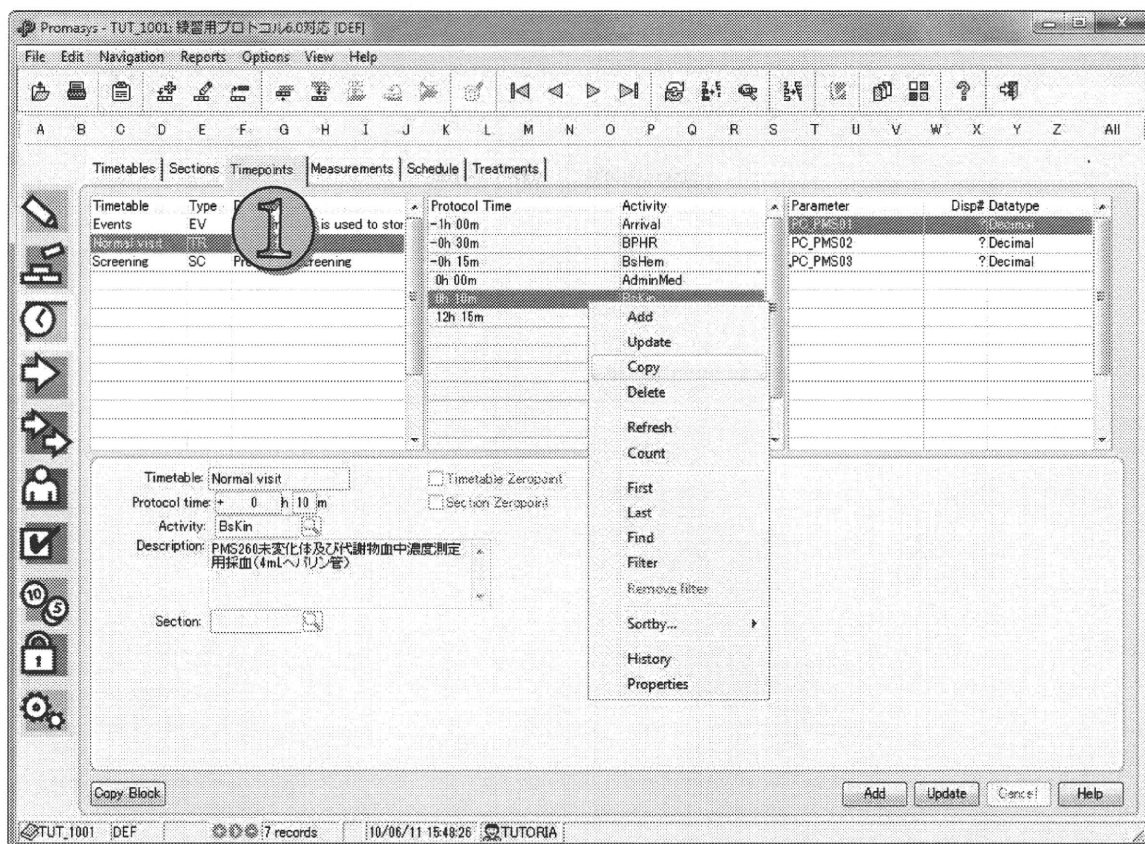 Promasys - TUT_1001: 練習用プロトコル6.0対応 [DEF]
File Edit Navigation Reports Options View Help
A B C D E F G H I J K L M N O P Q R S T U V W X Y Z All
Timetables Sections Timepoints Measurements Schedule Treatments
Timetable Type
Events EV is used to stor
Normal visit TR
Screening SC
Protocol Time Activity
-1h 00m Arrival
-0h 30m BPHR
-0h 15m BsHem
0h 00m AdminMed
0h 10m BsKin
12h 15m
Parameter Disp# Datatype
PC_PMS01 ? Decimal
PC_PMS02 ? Decimal
PC_PMS03 ? Decimal
1
Add
Update
Copy
Delete
Refresh
Count
First
Last
Find
Filter
Remove filter
Sortby...
History
Properties
Timetable: Normal visit
Timetable Zeropoint
Protocol time: + 0 h 10 m
Section Zeropoint
Activity: BsKin
Description: PMS260未変化体及び代謝物血中濃度測定
用採血(4mLヘパリン管)
Section:
10 5
1
Copy Block Add Update Cancel Help
TUT_1001 DEF 7 records 10/06/11 15:48:26 TUTORIA